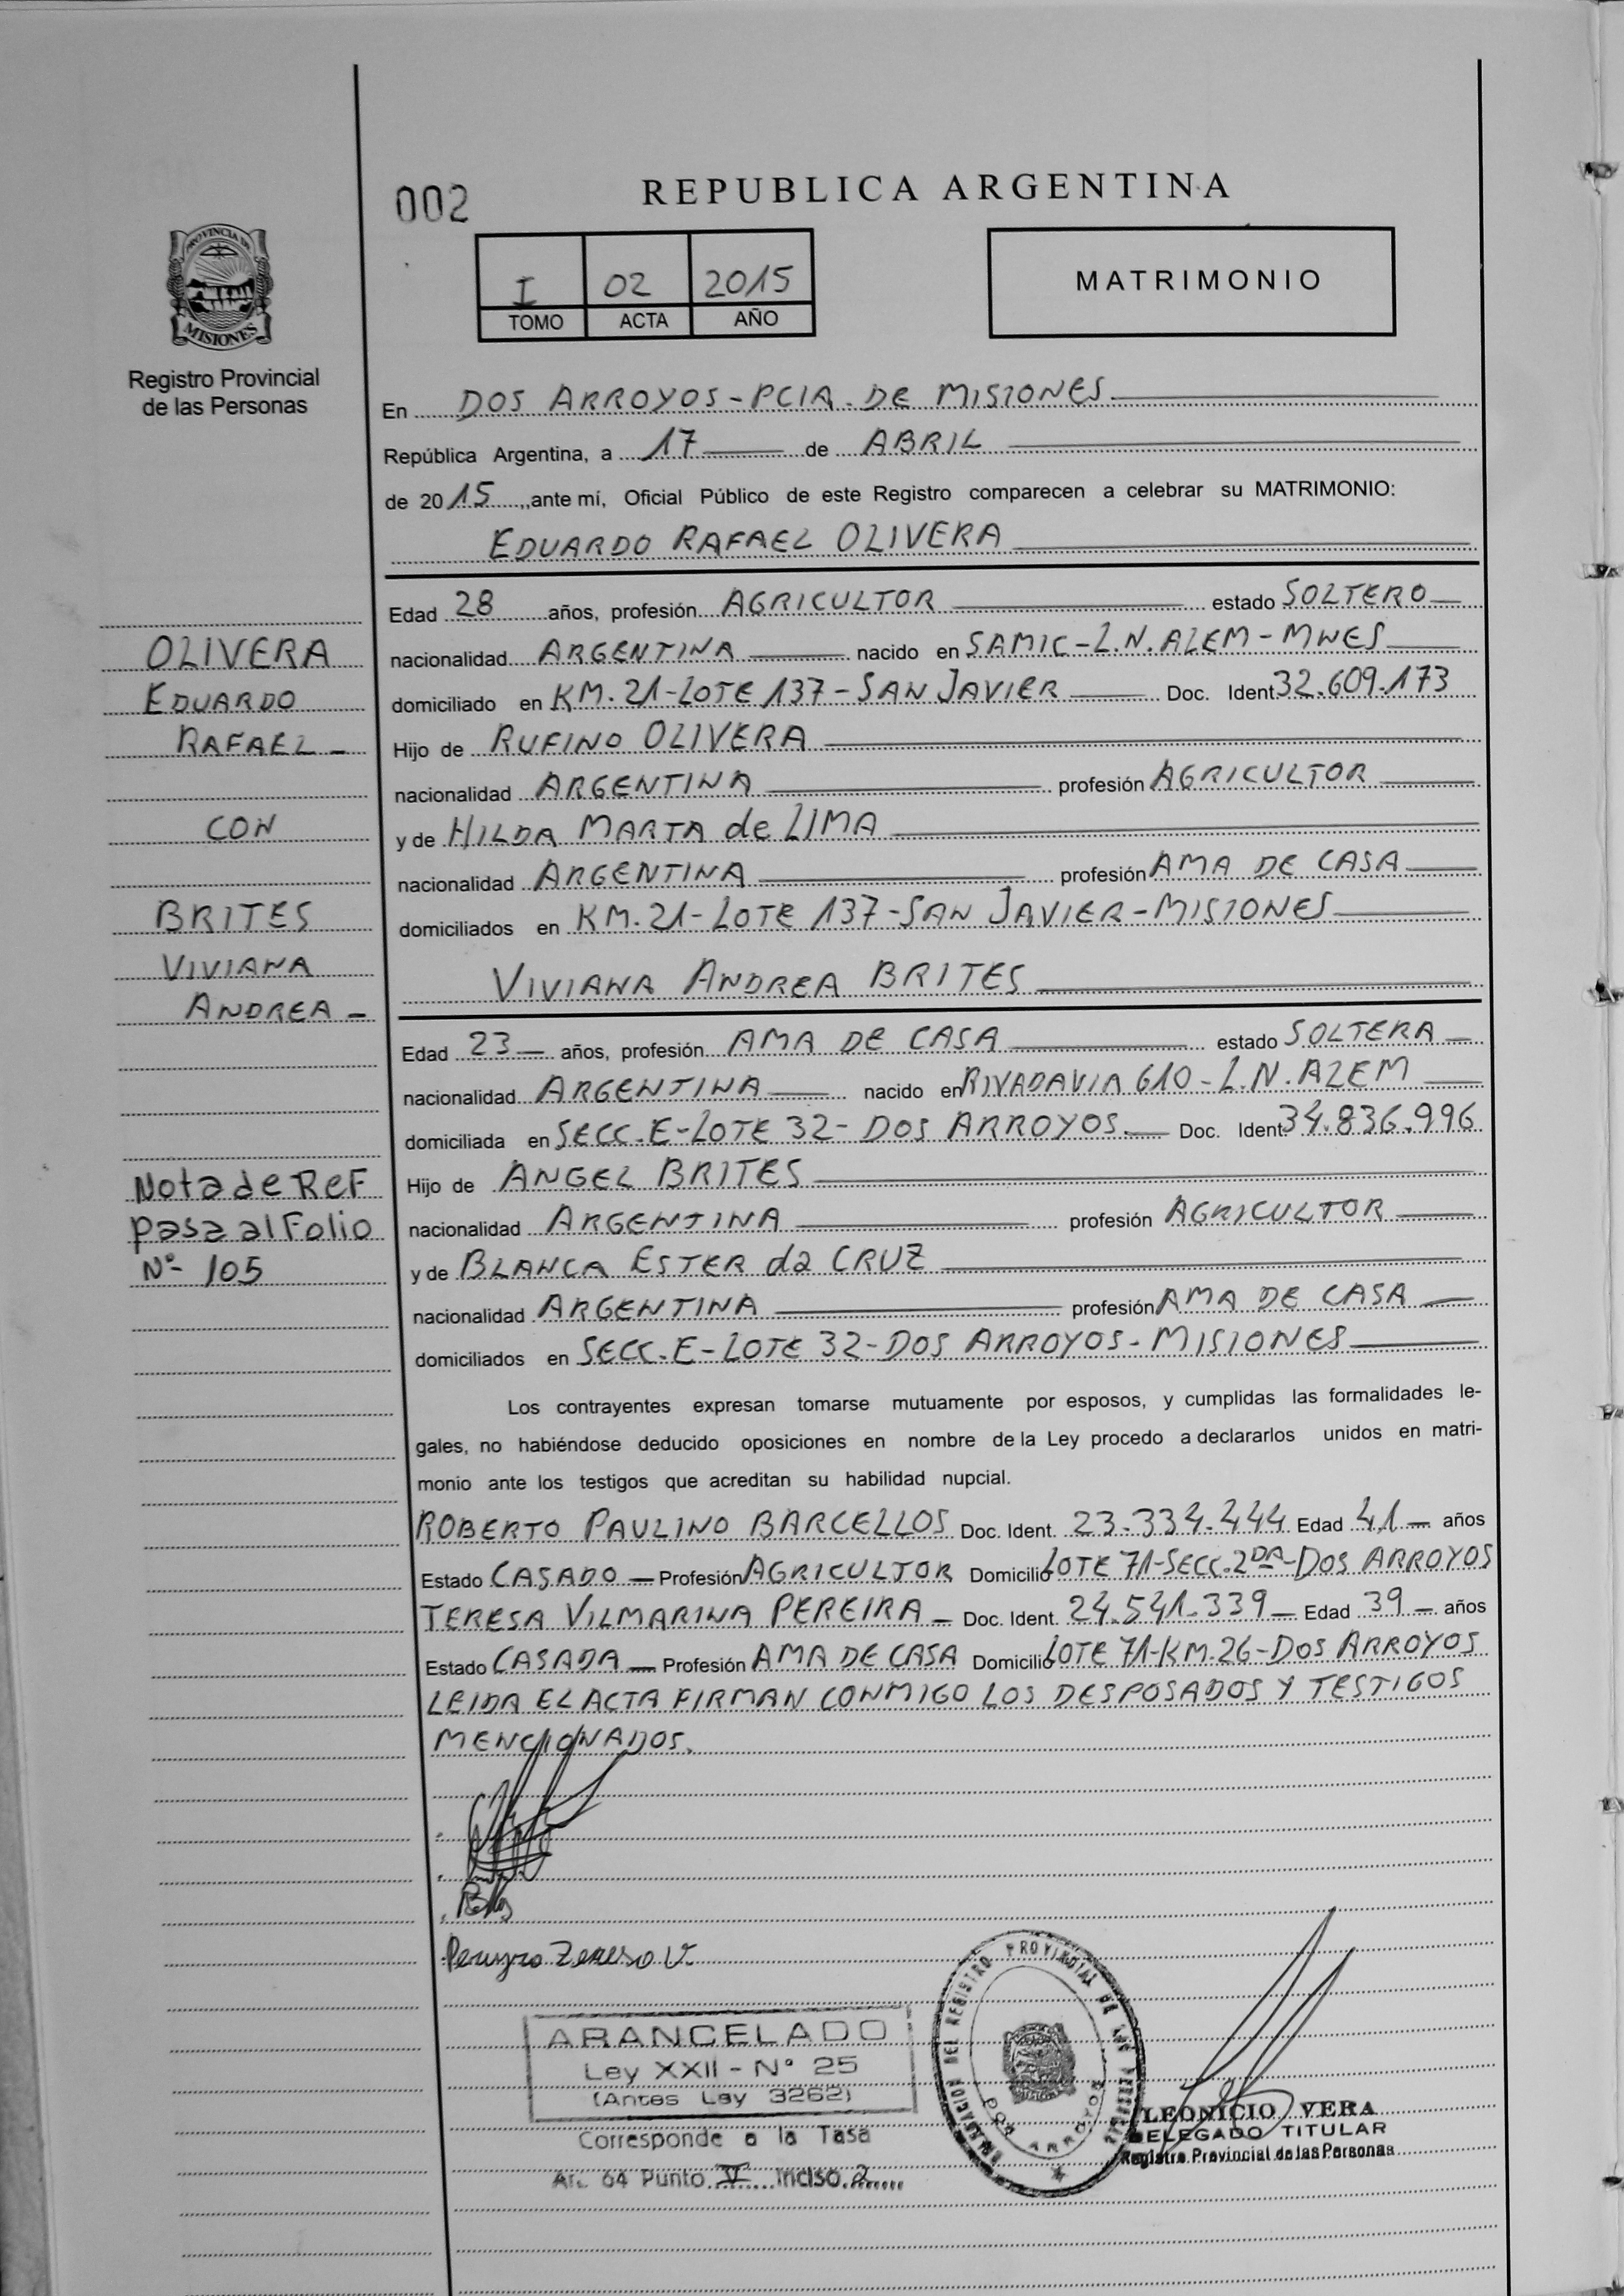 002
REPUBLICA ARGENTINA
I 02 2015
TOMO ACTA AÑO
MATRIMONIO
PROVINCIA DE
MISIONES
Registro Provincial
de las Personas
En DOS ARROYOS-PCIA. DE MISIONES
República Argentina, a 17 de ABRIL
de 2015, ante mí, Oficial Público de este Registro comparecen a celebrar su MATRIMONIO:
EDUARDO RAFAEL OLIVERA
Edad 28 años, profesión AGRICULTOR estado SOLTERO
nacionalidad ARGENTINA nacido en SAMIC-L.N.ALEM-MNES
domiciliado en KM.21-LOTE 137-SAN JAVIER Doc. Ident. 32.609.173
Hijo de RUFINO OLIVERA
nacionalidad ARGENTINA profesión AGRICULTOR
y de HILDA MARTA de LIMA
nacionalidad ARGENTINA profesión AMA DE CASA
domiciliados en KM.21-LOTE 137-SAN JAVIER-MISIONES
VIVIANA ANDREA BRITES
Edad 23 años, profesión AMA DE CASA estado SOLTERA
nacionalidad ARGENTINA nacido en RIVADAVIA 610-L.N.ALEM
domiciliada en SECC.E-LOTE 32-DOS ARROYOS Doc. Ident. 34.836.996
Hijo de ANGEL BRITES
nacionalidad ARGENTINA profesión AGRICULTOR
y de BLANCA ESTER da CRUZ
nacionalidad ARGENTINA profesión AMA DE CASA
domiciliados en SECC.E-LOTE 32-DOS ARROYOS-MISIONES
OLIVERA
EDUARDO
RAFAEL-
CON
BRITES
VIVIANA
ANDREA-
Nota de ReF
pasa al Folio
Nº 105
Los contrayentes expresan tomarse mutuamente por esposos, y cumplidas las formalidades le-
gales, no habiéndose deducido oposiciones en nombre de la Ley procedo a declararlos unidos en matri-
monio ante los testigos que acreditan su habilidad nupcial.
ROBERTO PAULINO BARCELLOS Doc. Ident. 23.334.444 Edad 41 años
Estado CASADO Profesión AGRICULTOR Domicilio LOTE 71-SECC.2DA-DOS ARROYOS
TERESA VILMARINA PEREIRA Doc. Ident. 24.541.339 Edad 39 años
Estado CASADA Profesión AMA DE CASA Domicilio LOTE 71-KM.26-DOS ARROYOS
LEIDA EL ACTA FIRMAN CONMIGO LOS DESPOSADOS Y TESTIGOS
MENCIONADOS.
ARANCELADO
Ley XXII - N° 25
(Antes Ley 3262)
Corresponde a la Tasa
Art. 64 Punto VI inciso 2
DEL REGISTRO PROVINCIAL DE LAS PERSONAS
DOS ARROYOS
LEONICIO VERA
DELEGADO TITULAR
Registro Provincial de las Personas